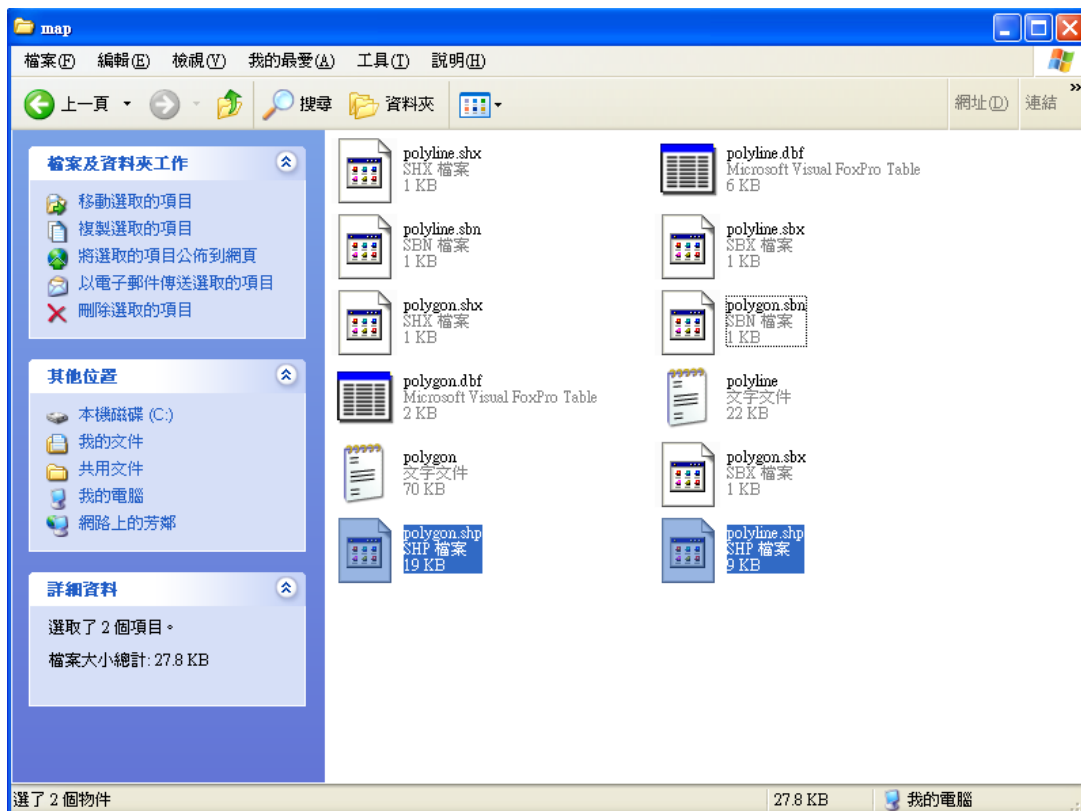 map
檔案(F) 編輯(E) 檢視(V) 我的最愛(A) 工具(T) 說明(H)
上一頁 搜尋 資料夾 網址(D) 連結 »
檔案及資料夾工作
移動選取的項目
複製選取的項目
將選取的項目公佈到網頁
以電子郵件傳送選取的項目
刪除選取的項目
其他位置
本機磁碟 (C:)
我的文件
共用文件
我的電腦
網路上的芳鄰
詳細資料
選取了 2 個項目。
檔案大小總計: 27.8 KB
polyline.shx
SHX 檔案
1 KB
polyline.dbf
Microsoft Visual FoxPro Table
6 KB
polyline.sbn
SBN 檔案
1 KB
polyline.sbx
SBX 檔案
1 KB
polygon.shx
SHX 檔案
1 KB
polygon.sbn
SBN 檔案
1 KB
polygon.dbf
Microsoft Visual FoxPro Table
2 KB
polyline
文字文件
22 KB
polygon
文字文件
70 KB
polygon.sbx
SBX 檔案
1 KB
polygon.shp
SHP 檔案
19 KB
polyline.shp
SHP 檔案
9 KB
選了 2 個物件 27.8 KB 我的電腦